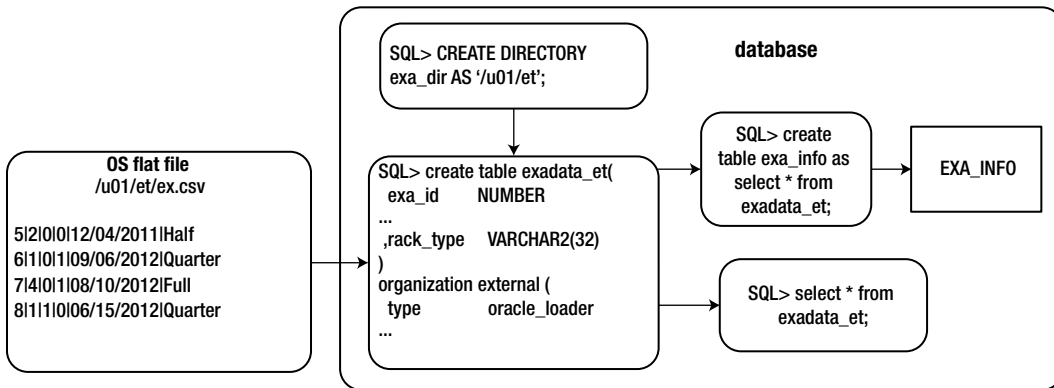 database
SQL> CREATE DIRECTORY
exa_dir AS ‘/u01/et’;
OS flat file
/u01/et/ex.csv
5|2|0|0|12/04/2011|Half
6|1|0|1|09/06/2012|Quarter
7|4|0|1|08/10/2012|Full
8|1|1|0|06/15/2012|Quarter
SQL> create table exadata_et(
exa_id NUMBER
...
,rack_type VARCHAR2(32)
)
organization external (
type oracle_loader
...
SQL> create
table exa_info as
select * from
exadata_et;
EXA_INFO
SQL> select * from
exadata_et;